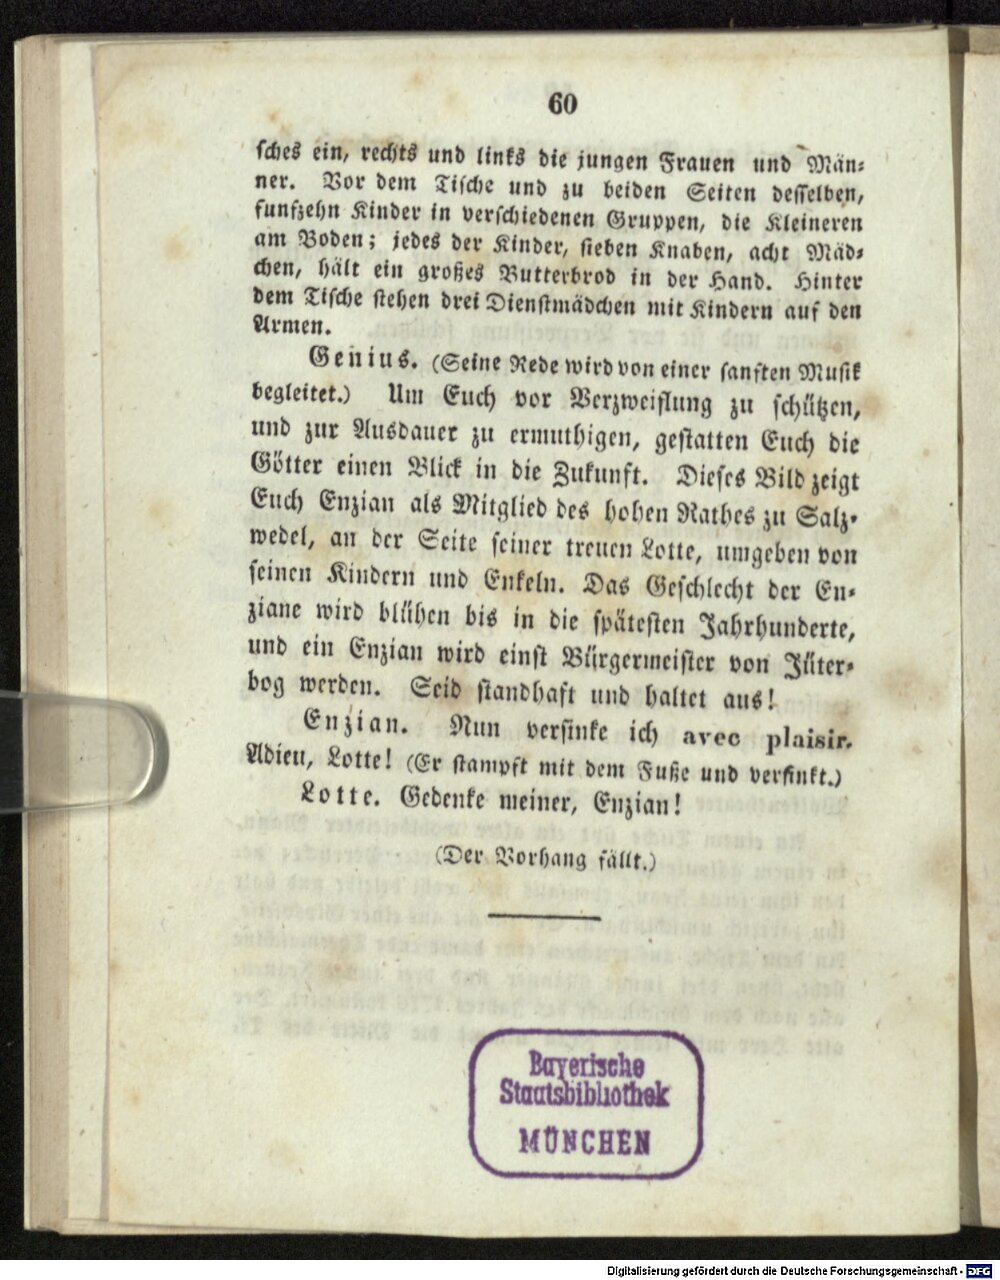 60
sches ein, rechts und links die jungen Frauen und Män-
ner. Vor dem Tische und zu beiden Seiten desselben,
funfzehn Kinder in verschiedenen Gruppen, die Kleineren
am Boden; jedes der Kinder, sieben Knaben, acht Mäd-
chen, hält ein großes Butterbrod in der Hand. Hinter
dem Tische stehen drei Dienstmädchen mit Kindern auf den
Armen.
Genius. (Seine Rede wird von einer sanften Musik
begleitet.) Um Euch vor Verzweiflung zu schützen,
und zur Ausdauer zu ermuthigen, gestatten Euch die
Götter einen Blick in die Zukunft. Dieses Bild zeigt
Euch Enzian als Mitglied des hohen Rathes zu Salz-
wedel, an der Seite seiner treuen Lotte, umgeben von
seinen Kindern und Enkeln. Das Geschlecht der En-
ziane wird blühen bis in die spätesten Jahrhunderte,
und ein Enzian wird einst Bürgermeister von Jüter-
bog werden. Seid standhaft und haltet aus!
Enzian. Nun versinke ich avec plaisir.
Adieu, Lotte! (Er stampft mit dem Fuße und versinkt.)
Lotte. Gedenke meiner, Enzian!
(Der Vorhang fällt.)
Bayerische
Staatsbibliothek
MÜNCHEN
Digitalisierung gefördert durch die Deutsche Forschungsgemeinschaft - DFG